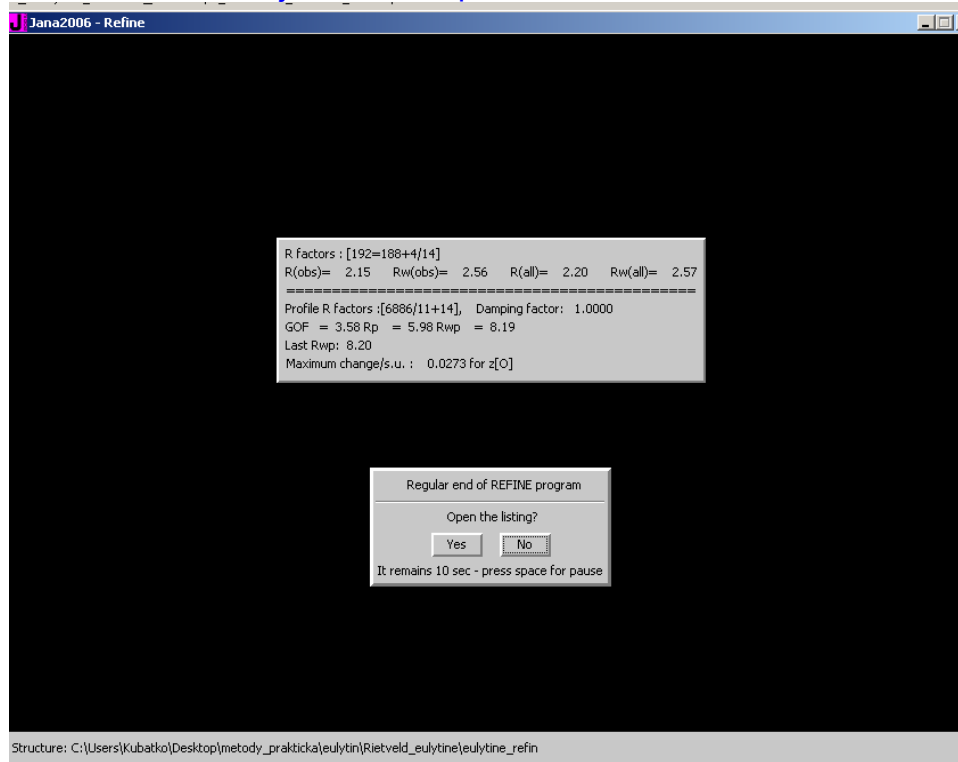 Jana2006 - Refine
R factors : [192=188+4/14]
R(obs)= 2.15 Rw(obs)= 2.56 R(all)= 2.20 Rw(all)= 2.57
==============================================
Profile R factors :[6886/11+14], Damping factor: 1.0000
GOF = 3.58 Rp = 5.98 Rwp = 8.19
Last Rwp: 8.20
Maximum change/s.u. : 0.0273 for z[O]
Regular end of REFINE program
Open the listing?
Yes No
It remains 10 sec - press space for pause
Structure: C:\Users\Kubatko\Desktop\metody_prakticka\eulytin\Rietveld_eulytine\eulytine_refin